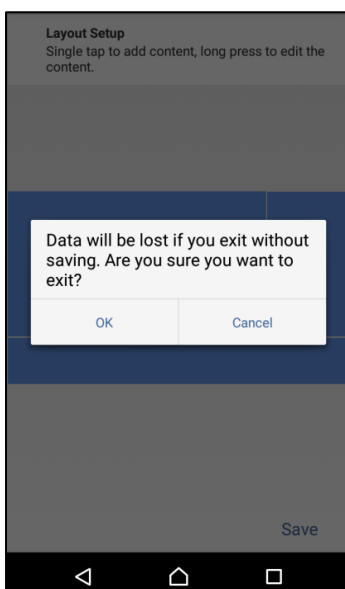 Layout Setup
Single tap to add content, long press to edit the
content.
Data will be lost if you exit without
saving. Are you sure you want to
exit?
OK
Cancel
Save